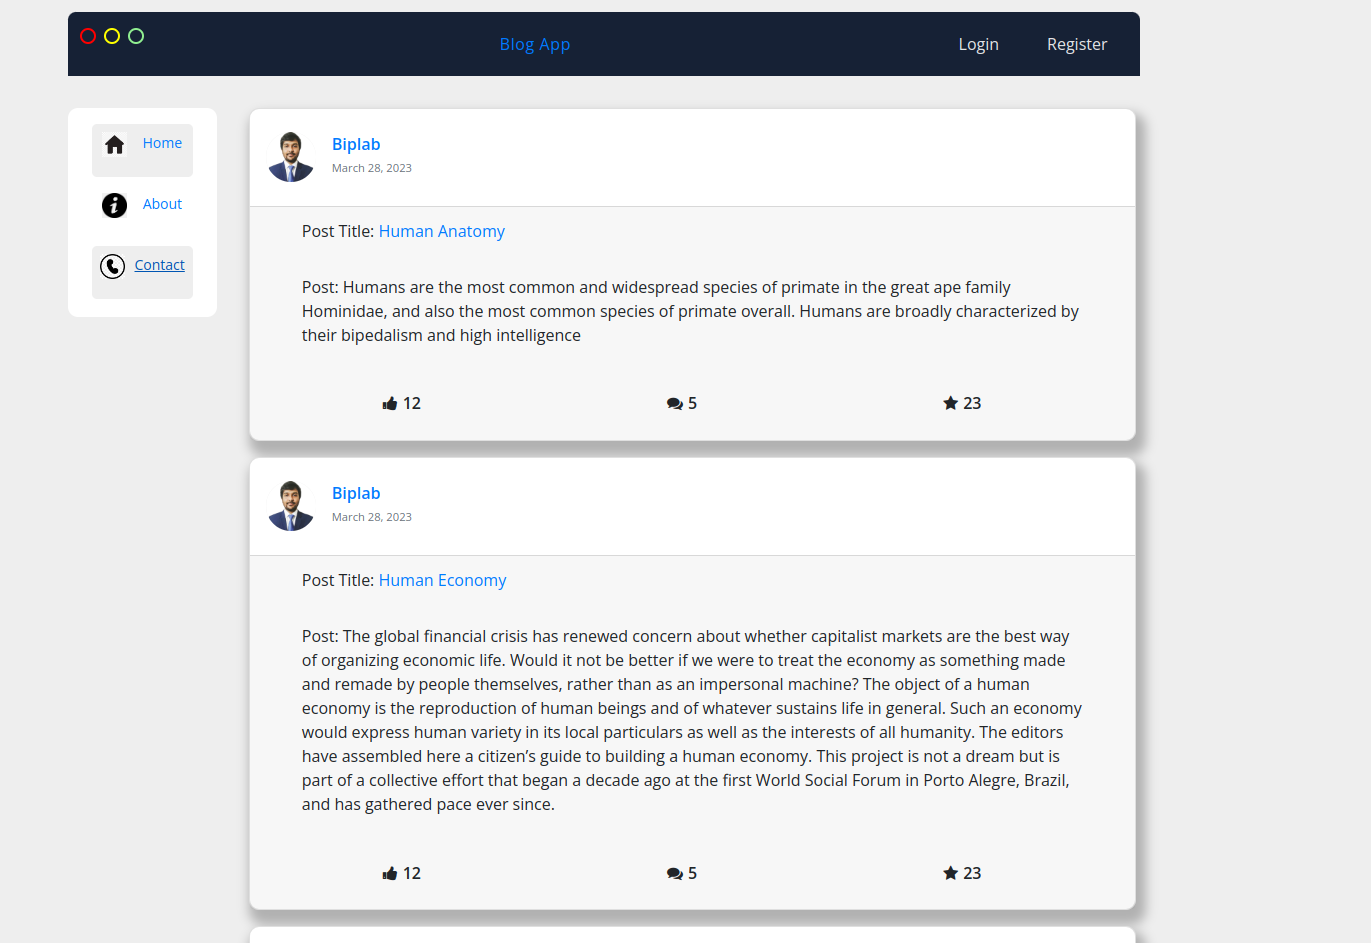 Blog App
Login
Register
Home
About
Contact
Biplab
March 28, 2023
Post Title: Human Anatomy
Post: Humans are the most common and widespread species of primate in the great ape family
Hominidae, and also the most common species of primate overall. Humans are broadly characterized by
their bipedalism and high intelligence
12
5
23
Biplab
March 28, 2023
Post Title: Human Economy
Post: The global financial crisis has renewed concern about whether capitalist markets are the best way
of organizing economic life. Would it not be better if we were to treat the economy as something made
and remade by people themselves, rather than as an impersonal machine? The object of a human
economy is the reproduction of human beings and of whatever sustains life in general. Such an economy
would express human variety in its local particulars as well as the interests of all humanity. The editors
have assembled here a citizen’s guide to building a human economy. This project is not a dream but is
part of a collective effort that began a decade ago at the first World Social Forum in Porto Alegre, Brazil,
and has gathered pace ever since.
12
5
23